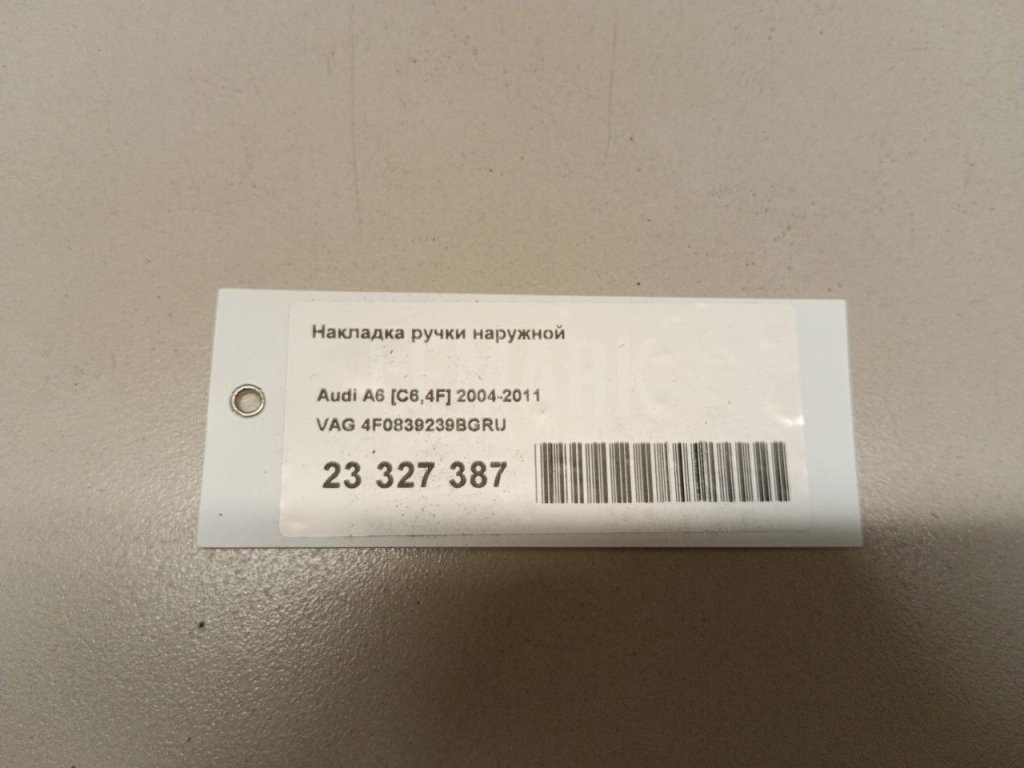 Накладка ручки наружной
Audi A6 [C6,4F] 2004-2011
VAG 4F0839239BGRU
23 327 387